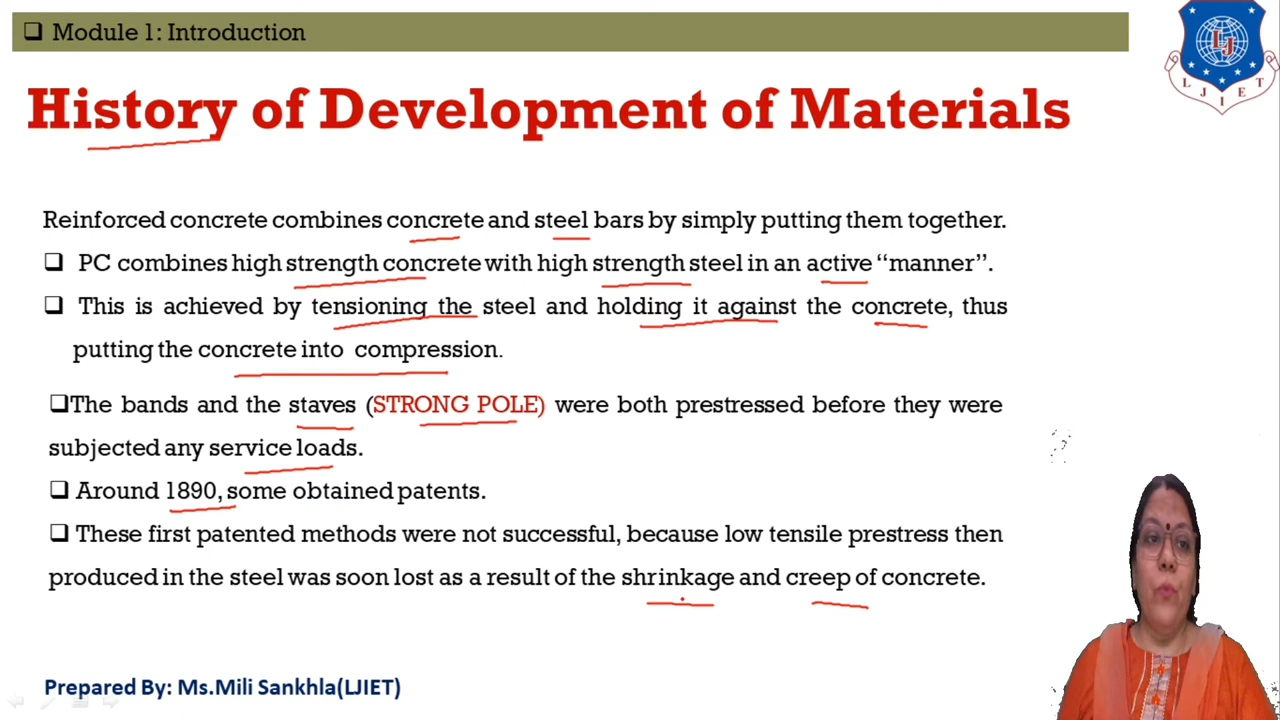 ❑ Module 1: Introduction
LJ
LJIET
History of Development of Materials
Reinforced concrete combines concrete and steel bars by simply putting them together.
❑ PC combines high strength concrete with high strength steel in an active “manner”.
❑ This is achieved by tensioning the steel and holding it against the concrete, thus
putting the concrete into compression.
❑The bands and the staves (STRONG POLE) were both prestressed before they were
subjected any service loads.
❑ Around 1890, some obtained patents.
❑ These first patented methods were not successful, because low tensile prestress then
produced in the steel was soon lost as a result of the shrinkage and creep of concrete.
Prepared By: Ms.Mili Sankhla(LJIET)